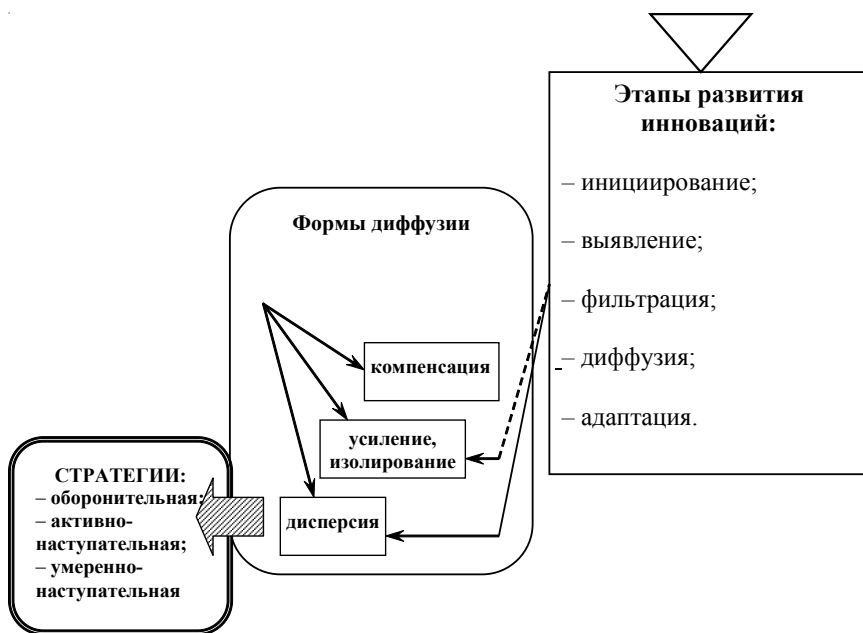 Этапы развития
инноваций:
– инициирование;
– выявление;
– фильтрация;
– диффузия;
– адаптация.
Формы диффузии
компенсация
усиление,
изолирование
дисперсия
СТРАТЕГИИ:
– оборонительная;
– активно-
наступательная;
– умеренно-
наступательная